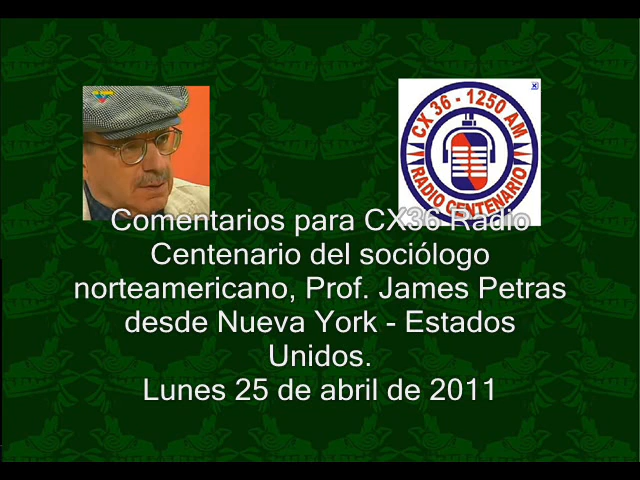 CX 36 - 1250 AM
RADIO CENTENARIO
Comentarios para CX36 Radio
Centenario del sociólogo
norteamericano, Prof. James Petras
desde Nueva York - Estados
Unidos.
Lunes 25 de abril de 2011